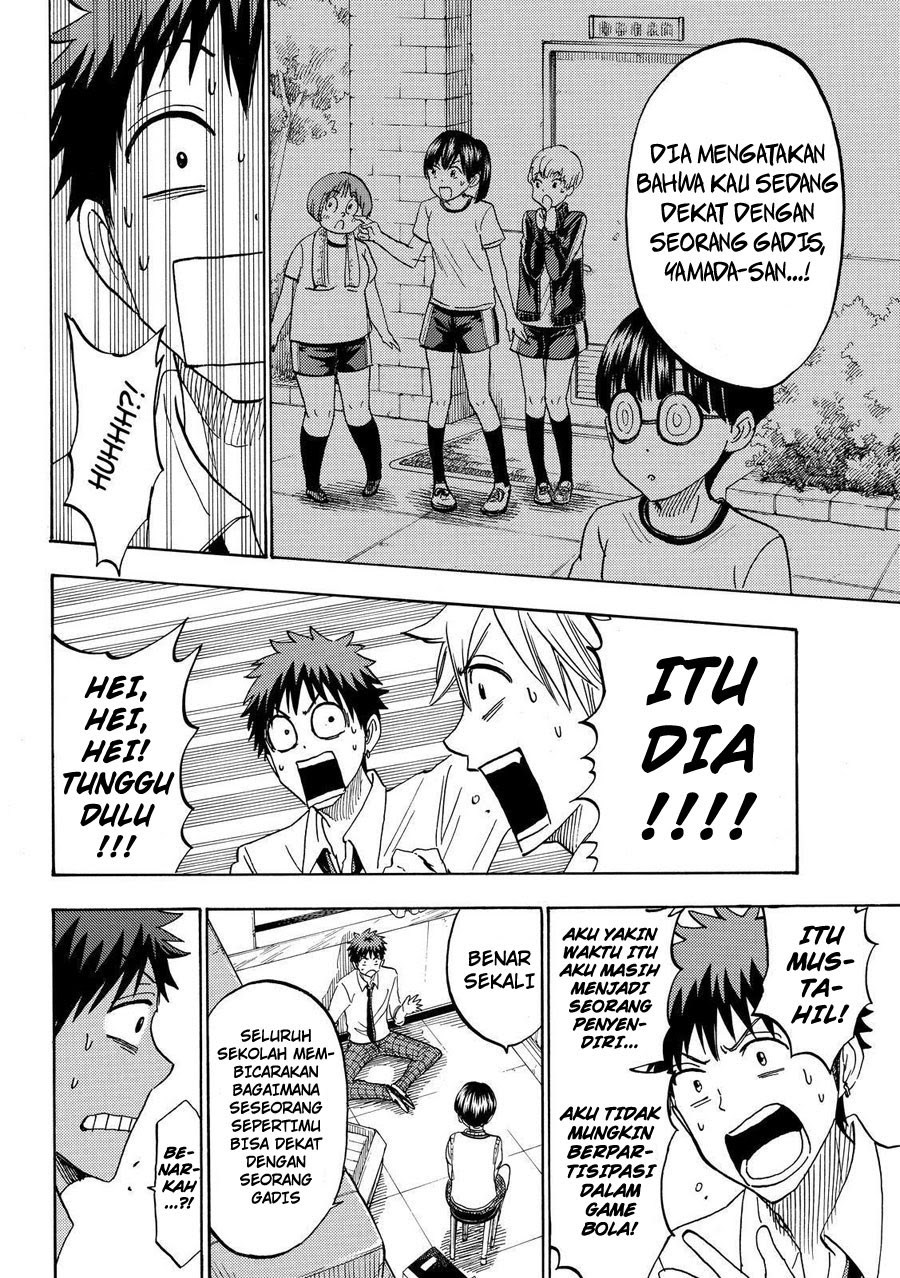 DIA MENGATAKAN
BAHWA KAU SEDANG
DEKAT DENGAN
SEORANG GADIS,
YAMADA-SAN...!
HUHHH?!
ITU
DIA
!!!!
HEI,
HEI,
HEI!
TUNGGU
DULU
!!!
ITU
MUS-
TA-
HIL!
AKU YAKIN
WAKTU ITU
AKU MASIH
MENJADI
SEORANG
PENYEN-
DIRI...
AKU TIDAK
MUNGKIN
BERPAR-
TISIPASI
DALAM
GAME
BOLA!
BENAR
SEKALI
SELURUH
SEKOLAH MEM-
BICARAKAN
BAGAIMANA
SESEORANG
SEPERTIMU
BISA DEKAT
DENGAN
SEORANG
GADIS
BE-
NAR-
KAH
...?!